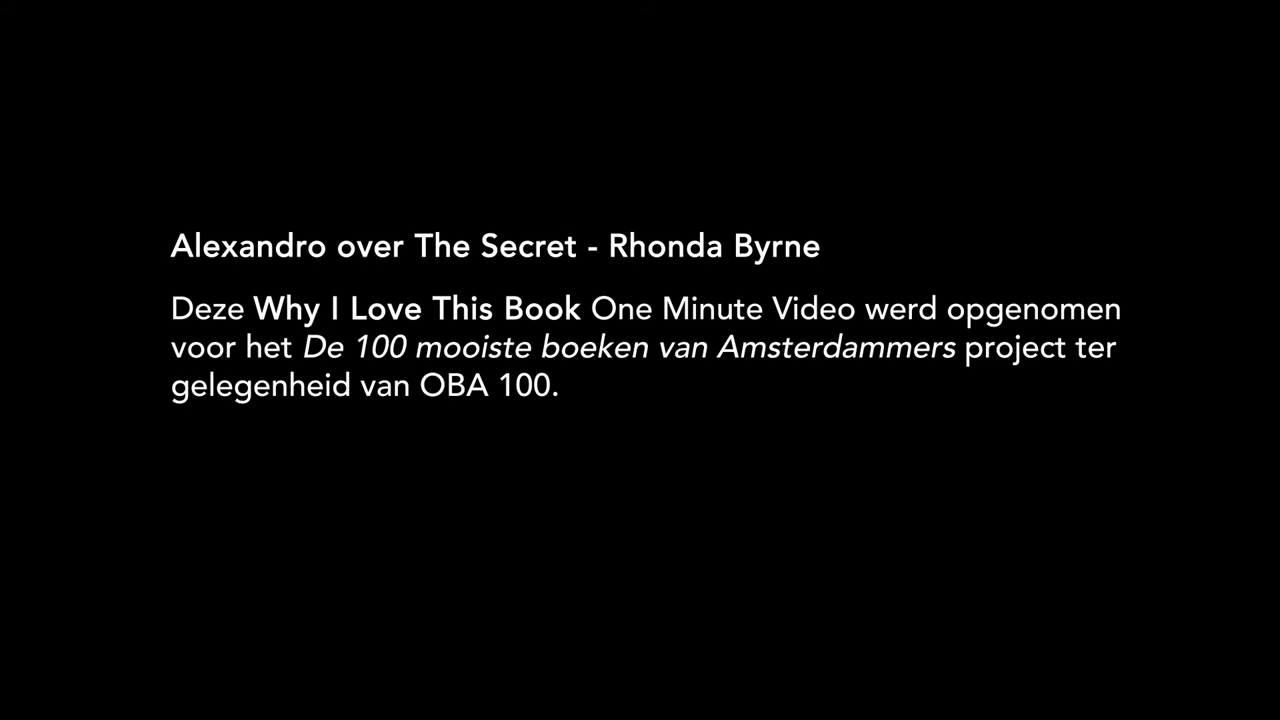 Alexandro over The Secret - Rhonda Byrne
Deze Why I Love This Book One Minute Video werd opgenomen
voor het De 100 mooiste boeken van Amsterdammers project ter
gelegenheid van OBA 100.